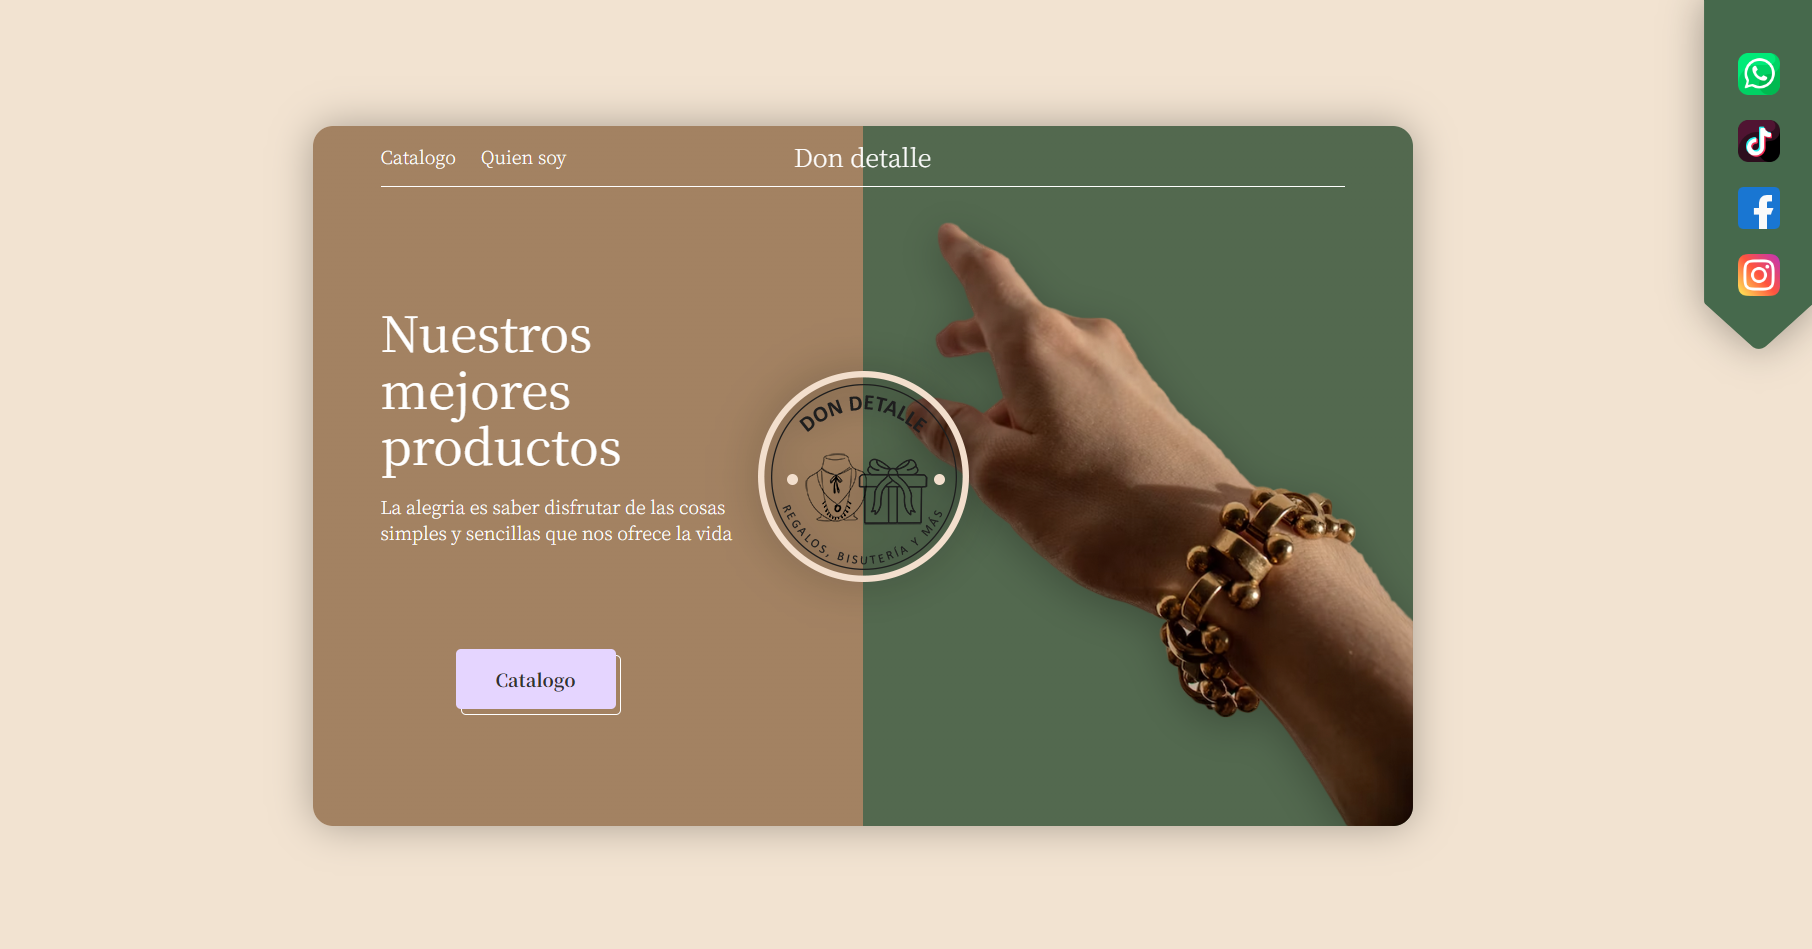 Catalogo
Quien soy
Don detalle
Nuestros
mejores
productos
La alegria es saber disfrutar de las cosas
simples y sencillas que nos ofrece la vida
DON DETALLE
REGALOS, BISUTERÍA Y MÁS
Catalogo